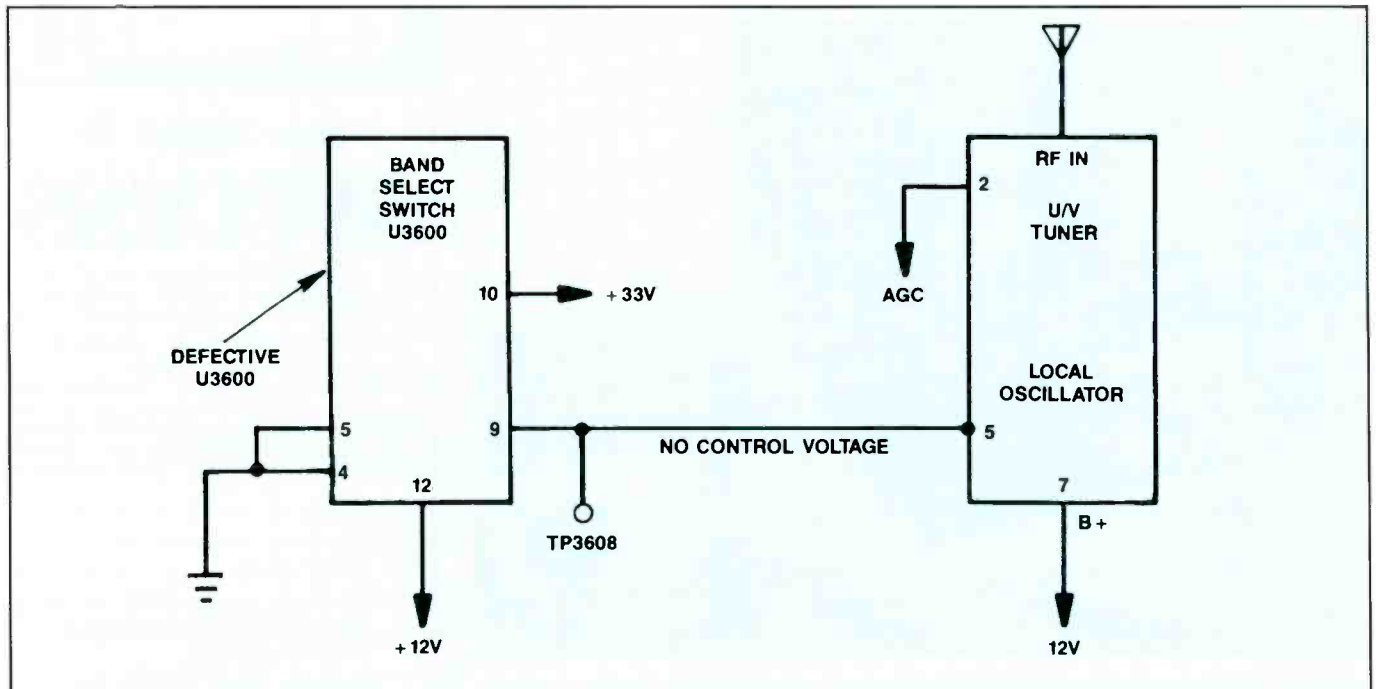 BAND
SELECT
SWITCH
U3600
10
+33V
DEFECTIVE
U3600
5
4
9
12
NO CONTROL VOLTAGE
TP3608
+12V
RF IN
2
U/V
TUNER
AGC
LOCAL
OSCILLATOR
5
7
B+
12V